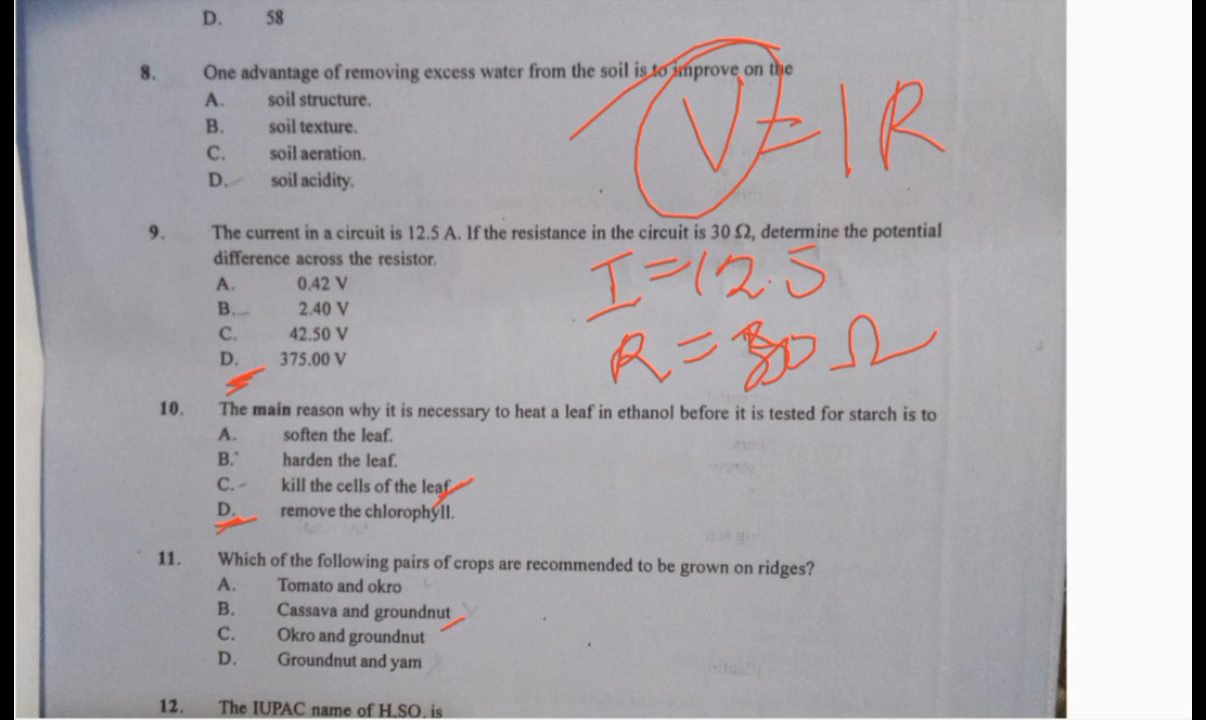 D. 58
8. One advantage of removing excess water from the soil is to improve on the
A. soil structure.
B. soil texture.
C. soil aeration.
D. soil acidity.
V = IR
9. The current in a circuit is 12.5 A. If the resistance in the circuit is 30 Ω, determine the potential
difference across the resistor.
A. 0.42 V
B. 2.40 V
C. 42.50 V
D. 375.00 V
I = 12.5
R = 30 Ω
10. The main reason why it is necessary to heat a leaf in ethanol before it is tested for starch is to
A. soften the leaf.
B. harden the leaf.
C. kill the cells of the leaf
D. remove the chlorophyll.
11. Which of the following pairs of crops are recommended to be grown on ridges?
A. Tomato and okro
B. Cassava and groundnut
C. Okro and groundnut
D. Groundnut and yam
12. The IUPAC name of H₂SO₄ is